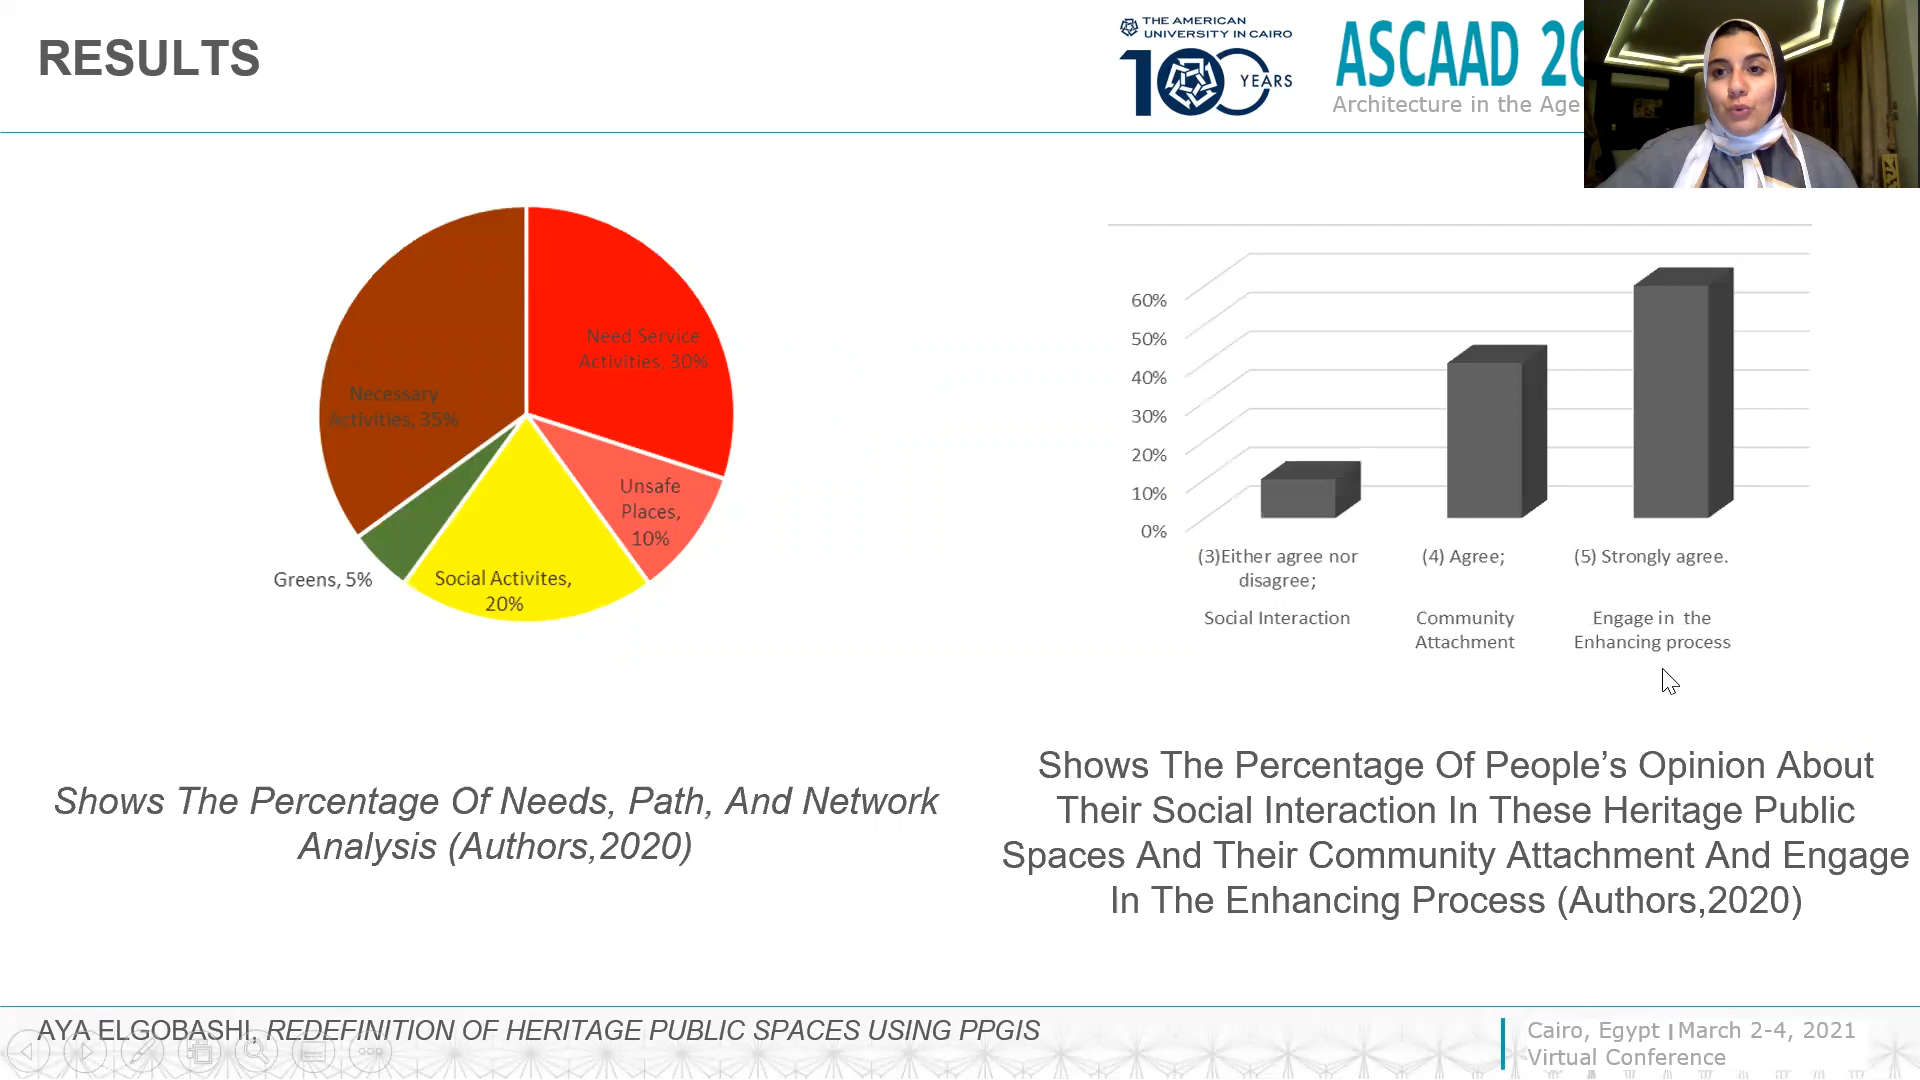 RESULTS
THE AMERICAN
UNIVERSITY IN CAIRO
100 YEARS
ASCAAD 20
Architecture in the Age
Need Service
Activities, 30%
Necessary
Activities, 35%
Unsafe
Places,
10%
Greens, 5%
Social Activites,
20%
60%
50%
40%
30%
20%
10%
0%
(3)Either agree nor
disagree;
(4) Agree;
(5) Strongly agree.
Social Interaction
Community
Attachment
Engage in the
Enhancing process
Shows The Percentage Of Needs, Path, And Network
Analysis (Authors,2020)
Shows The Percentage Of People’s Opinion About
Their Social Interaction In These Heritage Public
Spaces And Their Community Attachment And Engage
In The Enhancing Process (Authors,2020)
AYA ELGOBASHI, REDEFINITION OF HERITAGE PUBLIC SPACES USING PPGIS
Cairo, Egypt | March 2-4, 2021
Virtual Conference